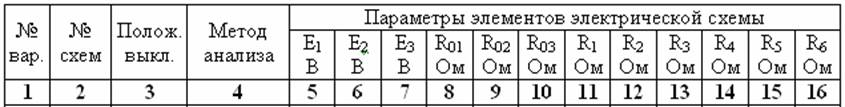 № вар. № схем Полож. выкл. Метод анализа Параметры элементов электрической схемы
E1 В E2 В E3 В R01 Ом R02 Ом R03 Ом R1 Ом R2 Ом R3 Ом R4 Ом R5 Ом R6 Ом
1 2 3 4 5 6 7 8 9 10 11 12 13 14 15 16